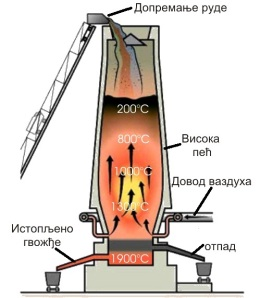 Допремање руде
200°C
800°C
Висока
пећ
1000°C
Довод ваздуха
1300°C
Истопљено
гвожђе
отпад
1900°C